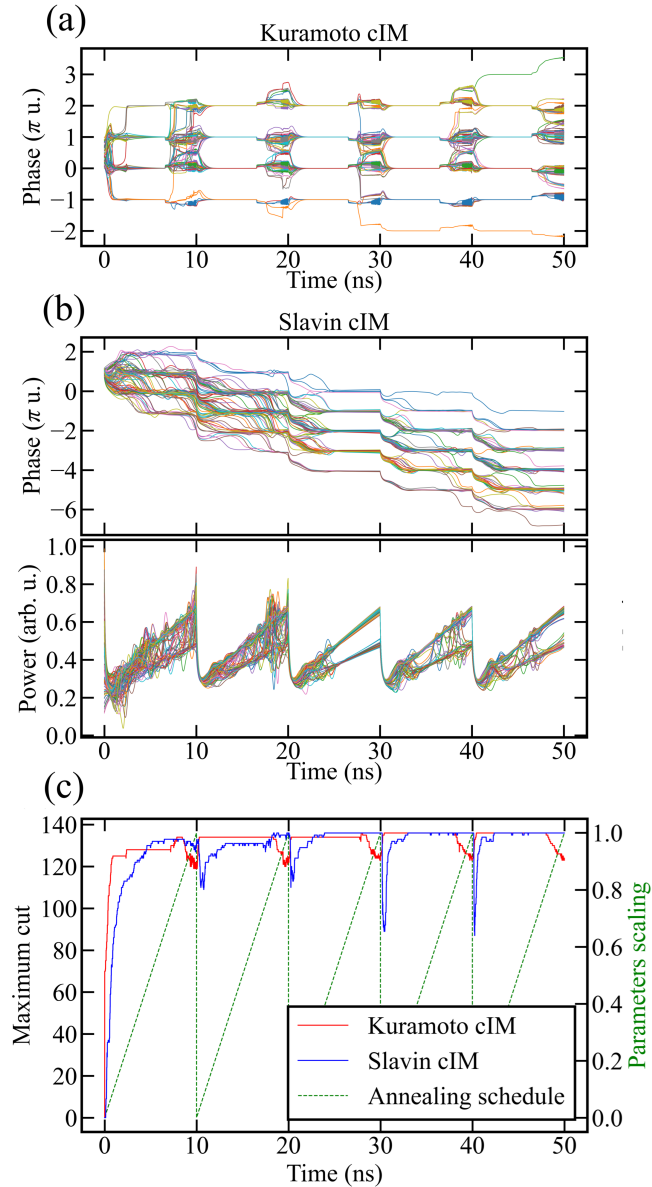 (a)
Kuramoto cIM
Phase (π u.)
3
2
1
0
−1
−2
0 10 20 30 40 50
Time (ns)
(b)
Slavin cIM
Phase (π u.)
2
0
−2
−4
−6
Power (arb. u.)
1.0
0.8
0.6
0.4
0.2
0.0
0 10 20 30 40 50
Time (ns)
(c)
Maximum cut
140
120
100
80
60
40
20
0
Parameters scaling
1.0
0.8
0.6
0.4
0.2
0.0
Kuramoto cIM
Slavin cIM
Annealing schedule
0 10 20 30 40 50
Time (ns)